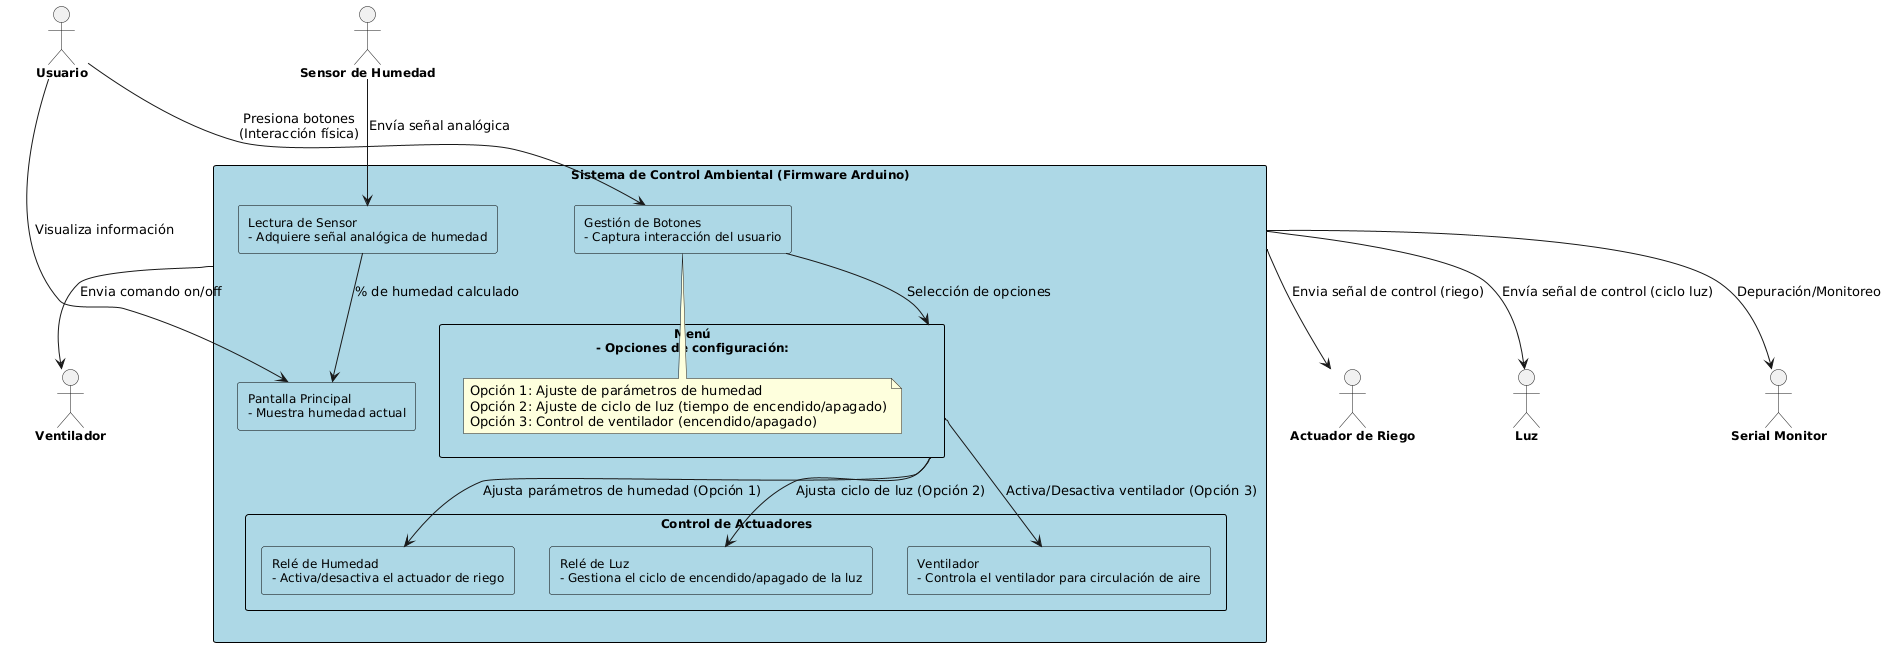 Usuario
Sensor de Humedad
Presiona botones
(Interacción física)
Envía señal analógica
Sistema de Control Ambiental (Firmware Arduino)
Lectura de Sensor
- Adquiere señal analógica de humedad
Gestión de Botones
- Captura interacción del usuario
Visualiza información
Envia comando on/off
% de humedad calculado
Selección de opciones
Envia señal de control (riego)
Envía señal de control (ciclo luz)
Depuración/Monitoreo
Menú
- Opciones de configuración:
Opción 1: Ajuste de parámetros de humedad
Opción 2: Ajuste de ciclo de luz (tiempo de encendido/apagado)
Opción 3: Control de ventilador (encendido/apagado)
Pantalla Principal
- Muestra humedad actual
Ventilador
Actuador de Riego
Luz
Serial Monitor
Ajusta parámetros de humedad (Opción 1)
Ajusta ciclo de luz (Opción 2)
Activa/Desactiva ventilador (Opción 3)
Control de Actuadores
Relé de Humedad
- Activa/desactiva el actuador de riego
Relé de Luz
- Gestiona el ciclo de encendido/apagado de la luz
Ventilador
- Controla el ventilador para circulación de aire